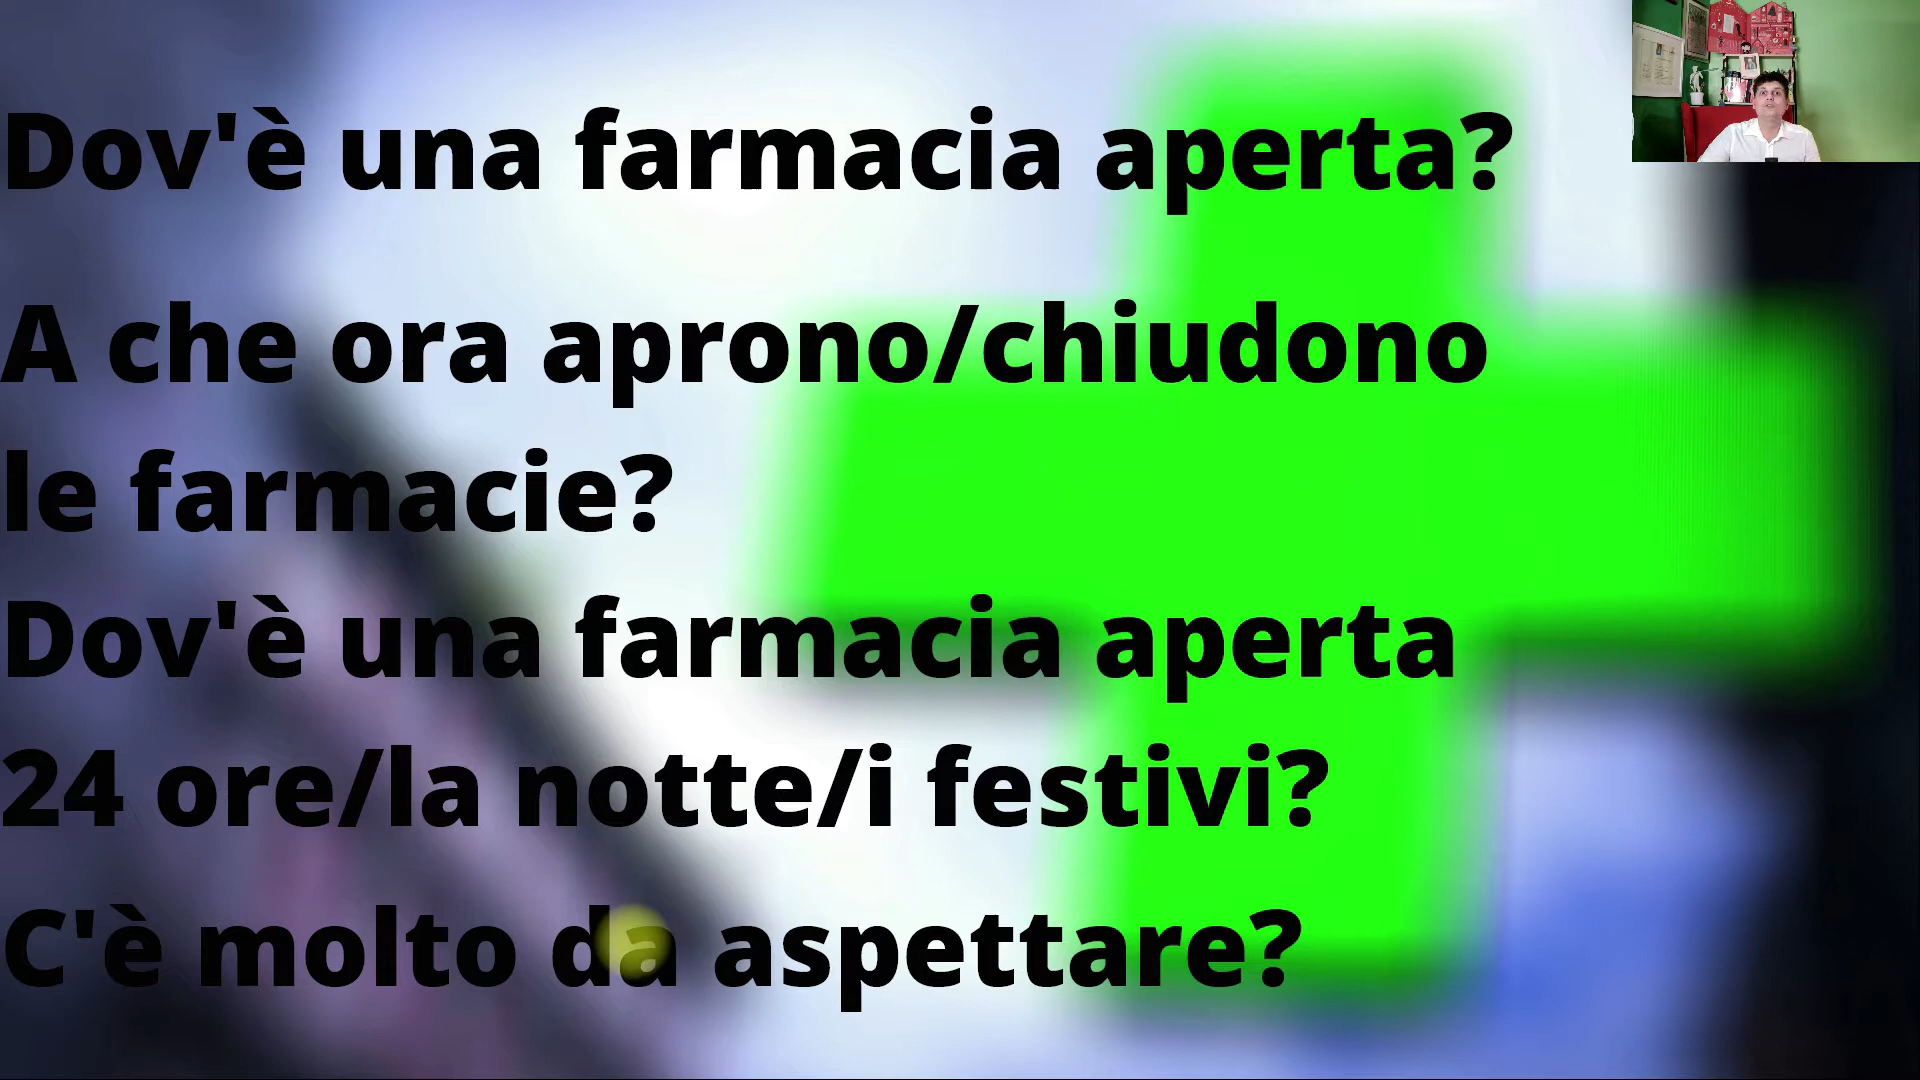 Dov'è una farmacia aperta?
A che ora aprono/chiudono
le farmacie?
Dov'è una farmacia aperta
24 ore/la notte/i festivi?
C'è molto da aspettare?